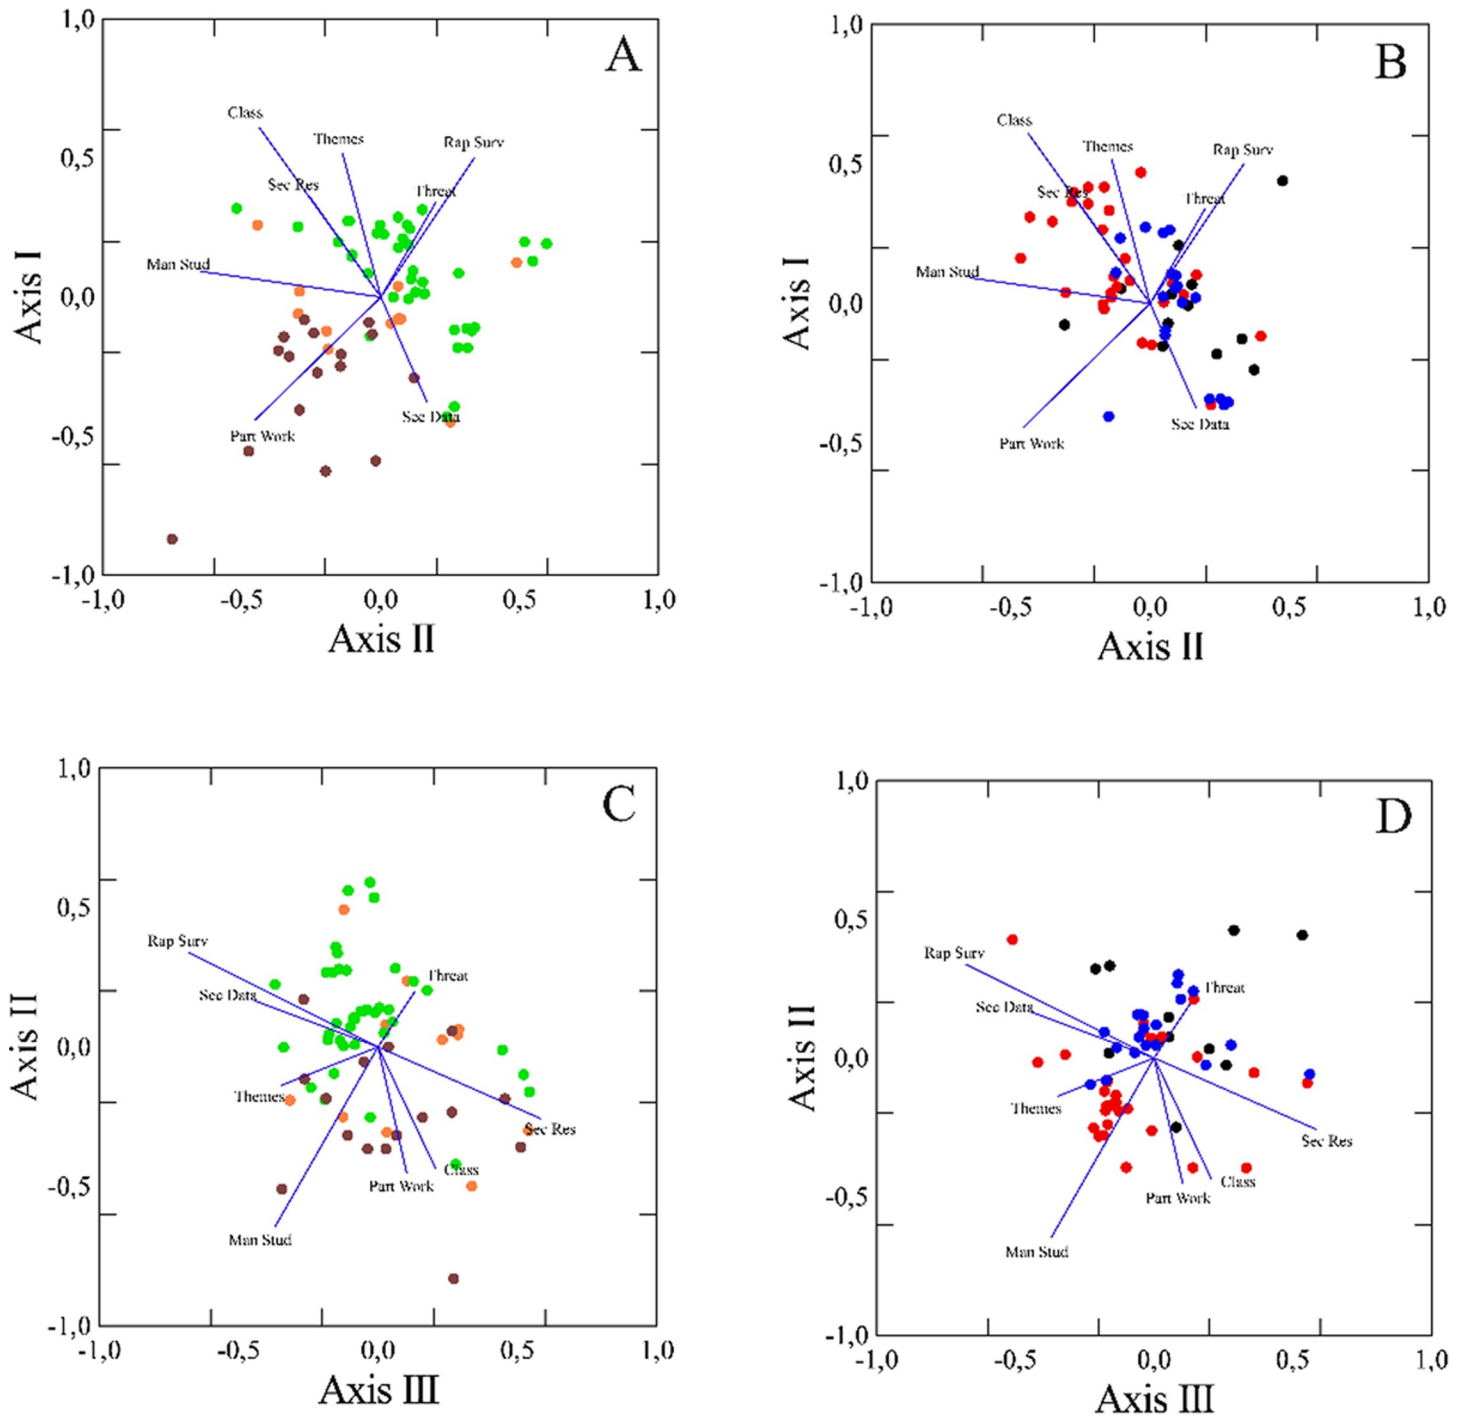 A
1,0
0,5
0,0
-0,5
-1,0
Axis I
Class
Themes
Rap Surv
Sec Res
Threat
Man Stud
Part Work
Sec Data
-1,0
-0,5
0,0
0,5
1,0
Axis II
B
1,0
0,5
0,0
-0,5
-1,0
Axis I
Class
Themes
Rap Surv
Sec Res
Threat
Man Stud
Part Work
Sec Data
-1,0
-0,5
0,0
0,5
1,0
Axis II
C
1,0
0,5
0,0
-0,5
-1,0
Axis II
Rap Surv
Sec Data
Threat
Themes
Sec Res
Class
Part Work
Man Stud
-1,0
-0,5
0,0
0,5
1,0
Axis III
D
1,0
0,5
0,0
-0,5
-1,0
Axis II
Rap Surv
Sec Data
Threat
Themes
Sec Res
Class
Part Work
Man Stud
-1,0
-0,5
0,0
0,5
1,0
Axis III